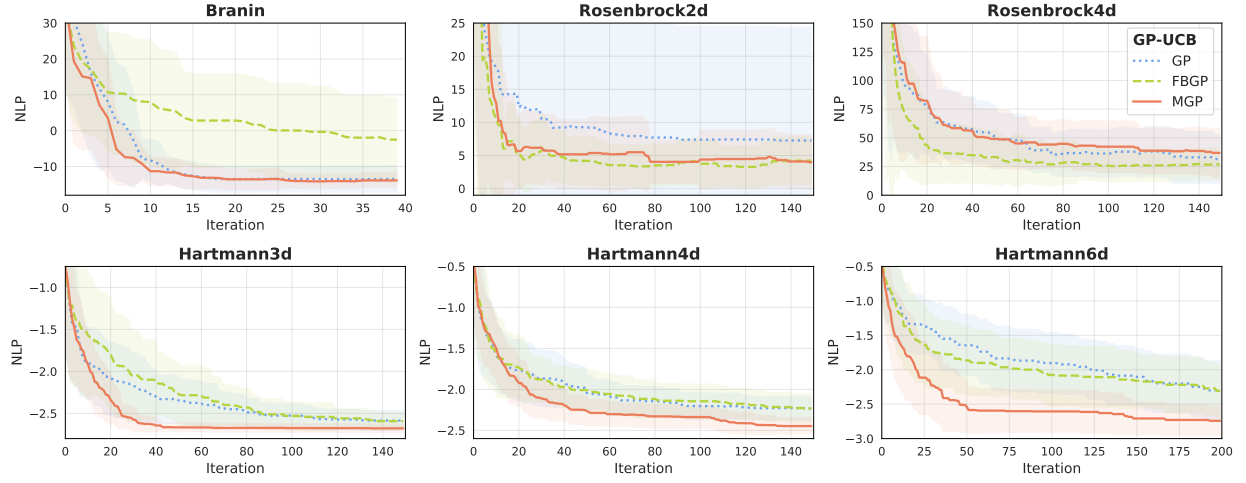 Branin
30
20
10
0
−10
NLP
0 5 10 15 20 25 30 35 40
Iteration
Rosenbrock2d
25
20
15
10
5
0
NLP
0 20 40 60 80 100 120 140
Iteration
Rosenbrock4d
150
125
100
75
50
25
0
NLP
0 20 40 60 80 100 120 140
Iteration
GP-UCB
GP
FBGP
MGP
Hartmann3d
−1.0
−1.5
−2.0
−2.5
NLP
0 20 40 60 80 100 120 140
Iteration
Hartmann4d
−0.5
−1.0
−1.5
−2.0
−2.5
NLP
0 20 40 60 80 100 120 140
Iteration
Hartmann6d
−0.5
−1.0
−1.5
−2.0
−2.5
−3.0
NLP
0 25 50 75 100 125 150 175 200
Iteration